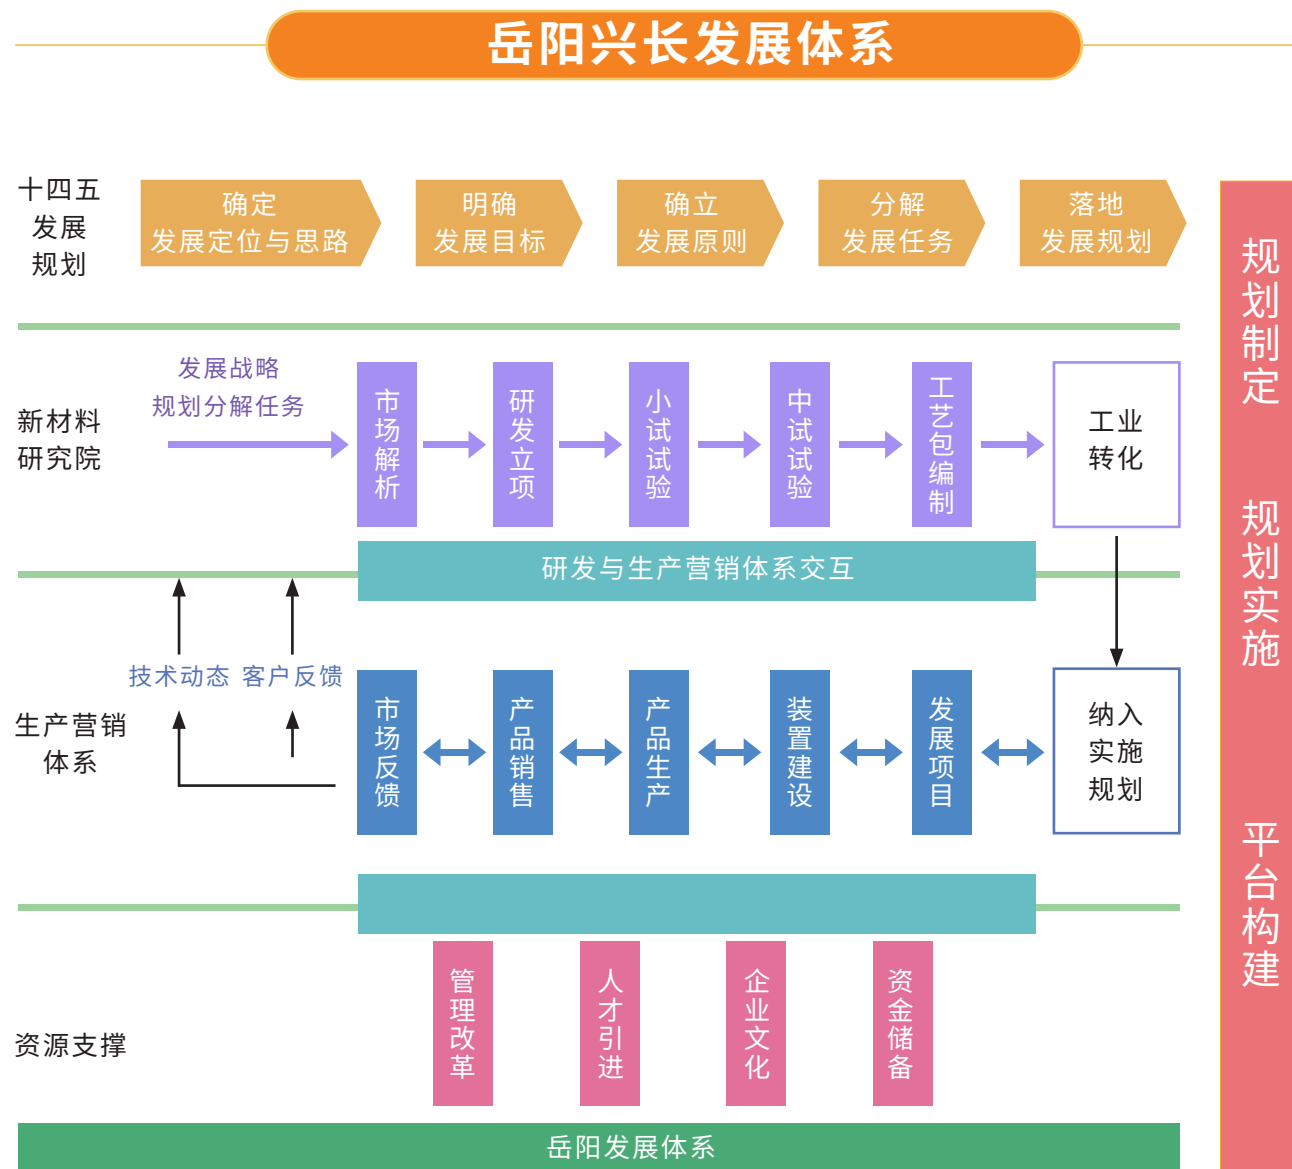 岳阳兴长发展体系
十四五
发展
规划
确定
发展定位与思路
明确
发展目标
确立
发展原则
分解
发展任务
落地
发展规划
规划制定
规划实施
平台构建
新材料
研究院
发展战略
规划分解任务
市场解析
研发立项
小试试验
中试试验
工艺包编制
工业
转化
研发与生产营销体系交互
技术动态 客户反馈
生产营销
体系
市场反馈
产品销售
产品生产
装置建设
发展项目
纳入
实施
规划
资源支撑
管理改革
人才引进
企业文化
资金储备
岳阳发展体系